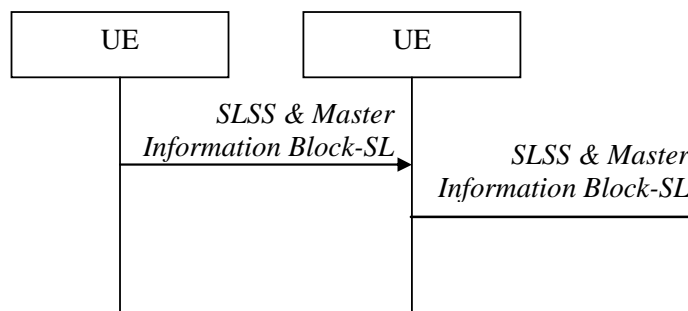 UE
UE
SLSS & Master
Information Block-SL
SLSS & Master
Information Block-SL